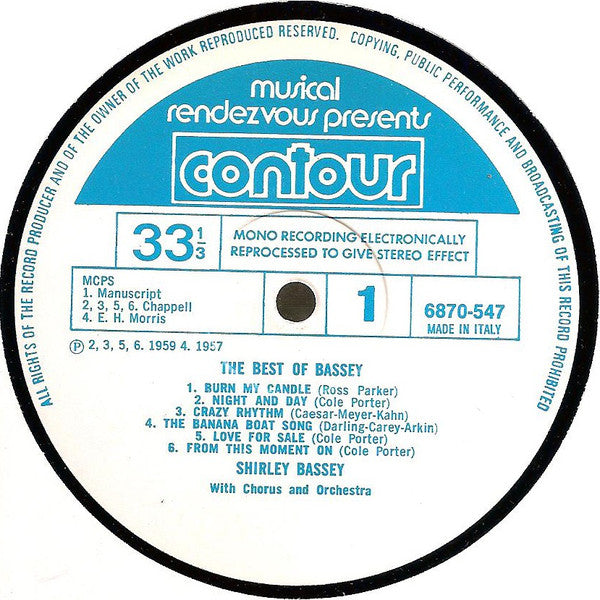 ALL RIGHTS OF THE RECORD PRODUCER AND OF THE OWNER OF THE WORK REPRODUCED RESERVED. COPYING, PUBLIC PERFORMANCE AND BROADCASTING OF THIS RECORD PROHIBITED
musical
rendezvous presents
contour
33 1/3
MONO RECORDING ELECTRONICALLY
REPROCESSED TO GIVE STEREO EFFECT
MCPS
1. Manuscript
2, 3, 5, 6. Chappell
4. E. H. Morris
1
6870-547
MADE IN ITALY
Ⓟ 2, 3, 5, 6. 1959 4. 1957
THE BEST OF BASSEY
1. BURN MY CANDLE (Ross Parker)
2. NIGHT AND DAY (Cole Porter)
3. CRAZY RHYTHM (Caesar-Meyer-Kahn)
4. THE BANANA BOAT SONG (Darling-Carey-Arkin)
5. LOVE FOR SALE (Cole Porter)
6. FROM THIS MOMENT ON (Cole Porter)
SHIRLEY BASSEY
With Chorus and Orchestra